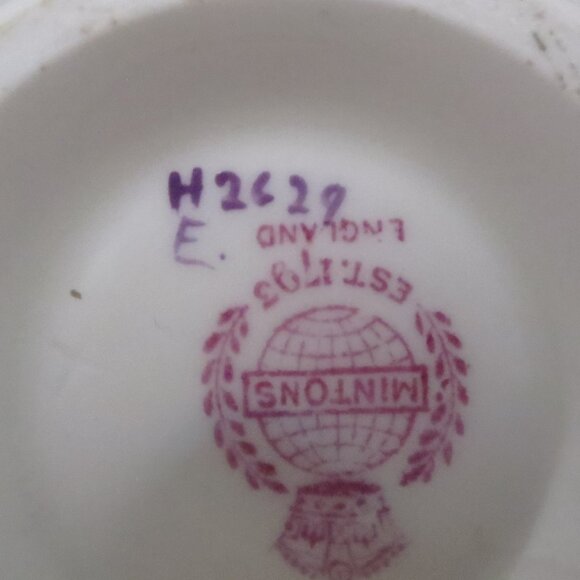 H2629
E.
MINTONS
EST. 1793
ENGLAND